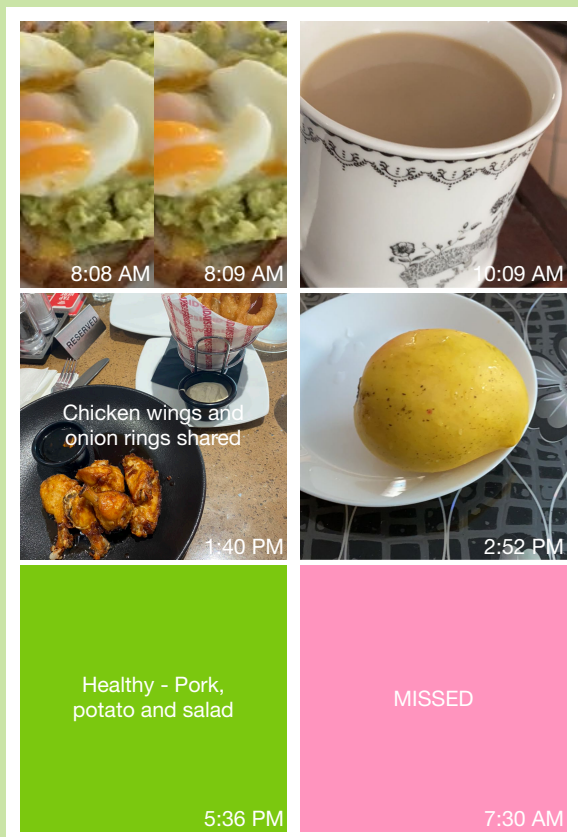 8:08 AM
8:09 AM
10:09 AM
RESERVED
Chicken wings and
onion rings shared
1:40 PM
2:52 PM
Healthy - Pork,
potato and salad
5:36 PM
MISSED
7:30 AM